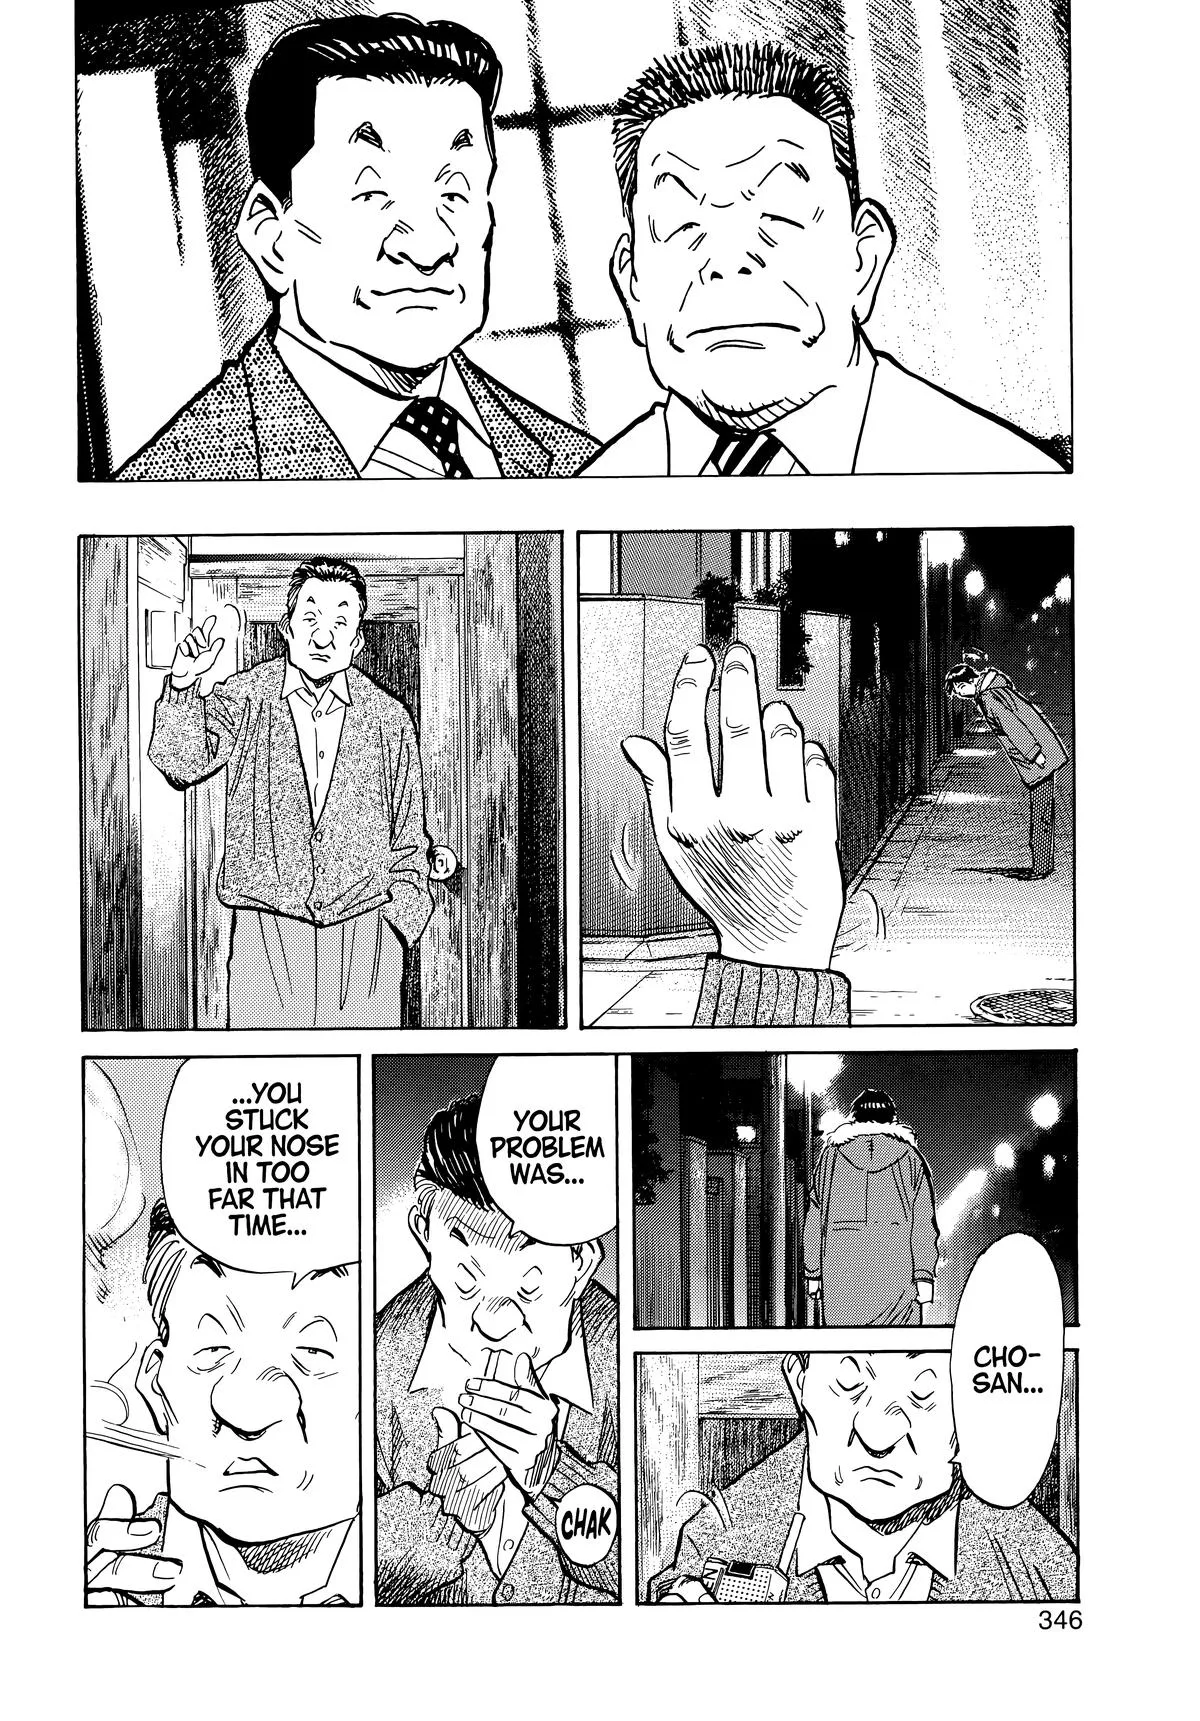 CHO-
SAN...
YOUR
PROBLEM
WAS...
CHAK
...YOU
STUCK
YOUR NOSE
IN TOO
FAR THAT
TIME...
346